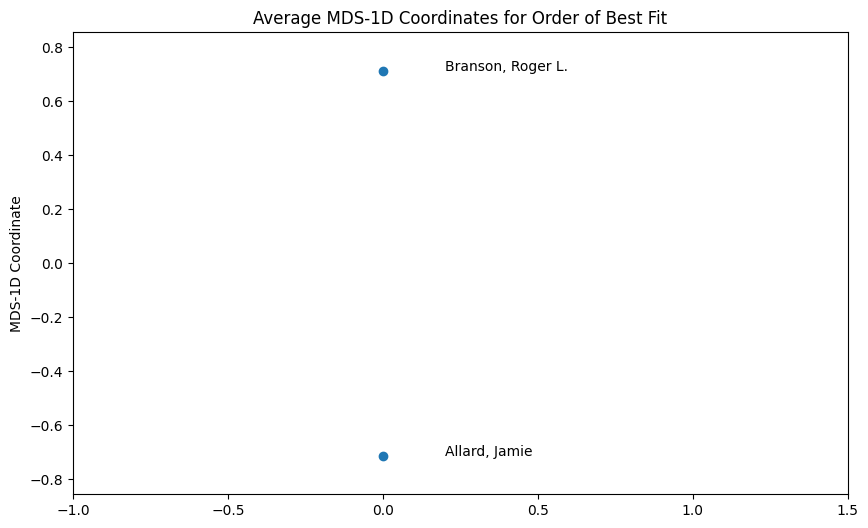 Average MDS-1D Coordinates for Order of Best Fit
0.8
Branson, Roger L.
0.6
0.4
0.2
MDS-1D Coordinate
0.0
−0.2
−0.4
−0.6
Allard, Jamie
−0.8
−1.0 −0.5 0.0 0.5 1.0 1.5